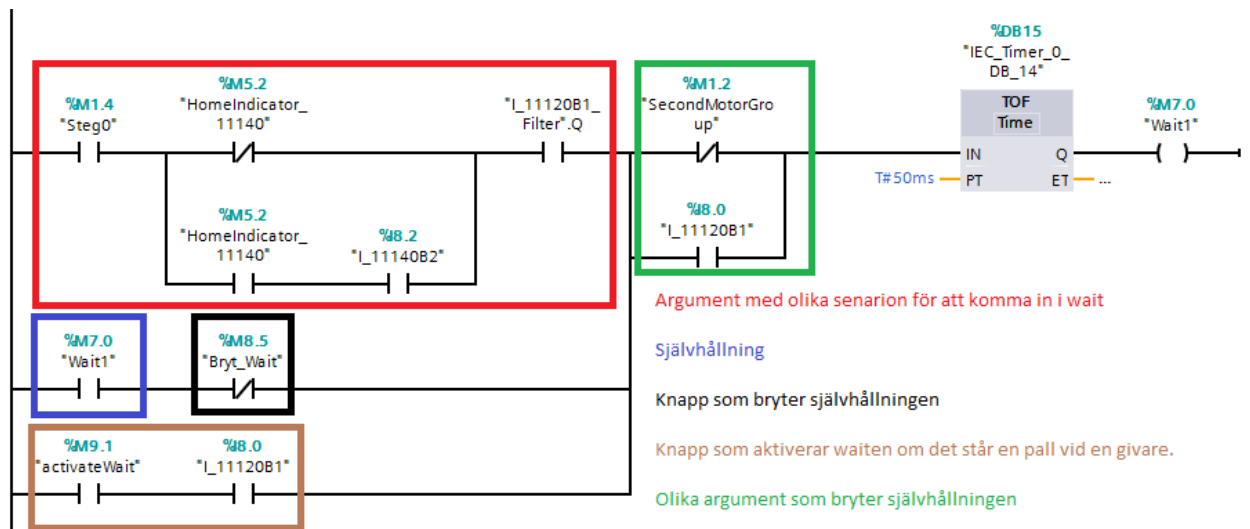 %DB15
"IEC_Timer_0_
DB_14"
%M5.2
"HomeIndicator_
11140"
%M1.2
"SecondMotorGro
up"
%M1.4
"Steg0"
"I_11120B1_
Filter".Q
TOF
Time
%M7.0
"Wait1"
IN
Q
T#50ms
PT
ET
...
%M5.2
"HomeIndicator_
11140"
%I8.2
"I_11140B2"
%I8.0
"I_11120B1"
Argument med olika senarion för att komma in i wait
%M7.0
"Wait1"
%M8.5
"Bryt_Wait"
Självhållning
Knapp som bryter självhållningen
%M9.1
"activateWait"
%I8.0
"I_11120B1"
Knapp som aktiverar waiten om det står en pall vid en givare.
Olika argument som bryter självhållningen